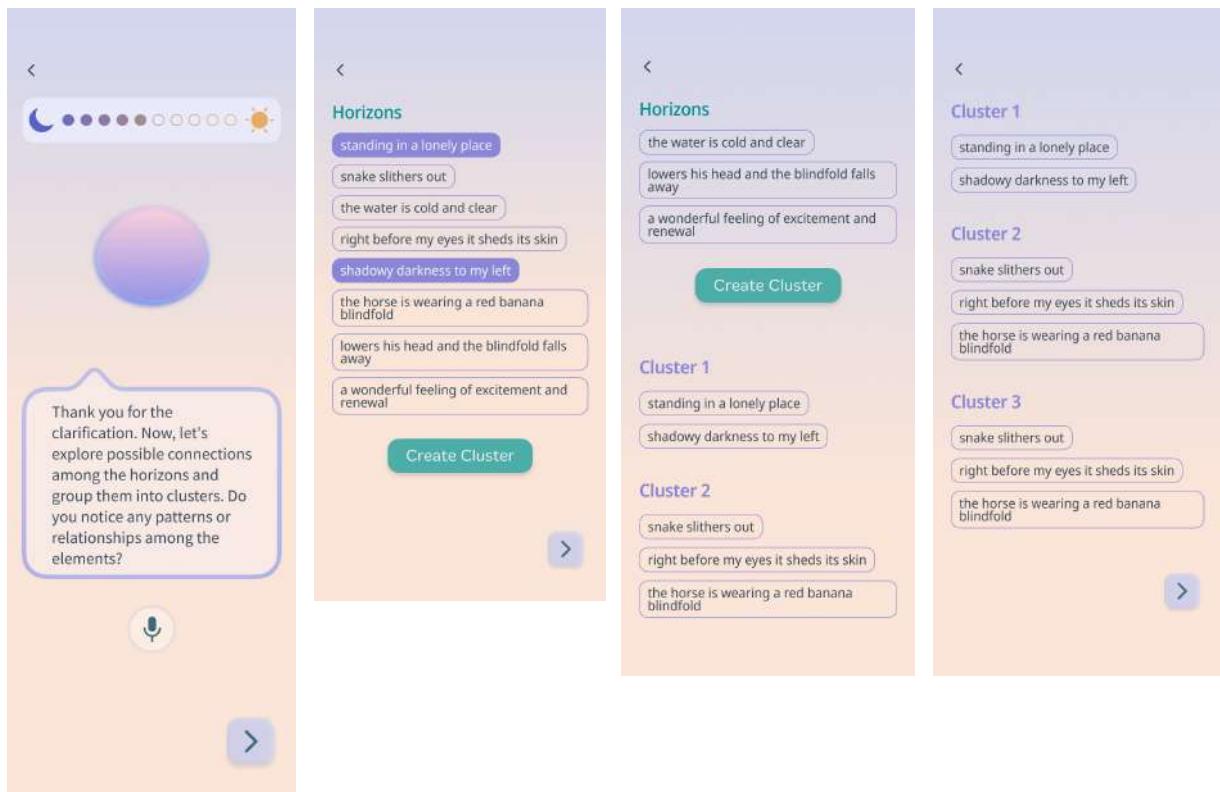 Thank you for the
clarification. Now, let's
explore possible connections
among the horizons and
group them into clusters. Do
you notice any patterns or
relationships among the
elements?
Horizons
standing in a lonely place
snake slithers out
the water is cold and clear
right before my eyes it sheds its skin
shadowy darkness to my left
the horse is wearing a red banana
blindfold
lowers his head and the blindfold falls
away
a wonderful feeling of excitement and
renewal
Create Cluster
Horizons
the water is cold and clear
lowers his head and the blindfold falls
away
a wonderful feeling of excitement and
renewal
Create Cluster
Cluster 1
standing in a lonely place
shadowy darkness to my left
Cluster 2
snake slithers out
right before my eyes it sheds its skin
the horse is wearing a red banana
blindfold
Cluster 1
standing in a lonely place
shadowy darkness to my left
Cluster 2
snake slithers out
right before my eyes it sheds its skin
the horse is wearing a red banana
blindfold
Cluster 3
snake slithers out
right before my eyes it sheds its skin
the horse is wearing a red banana
blindfold